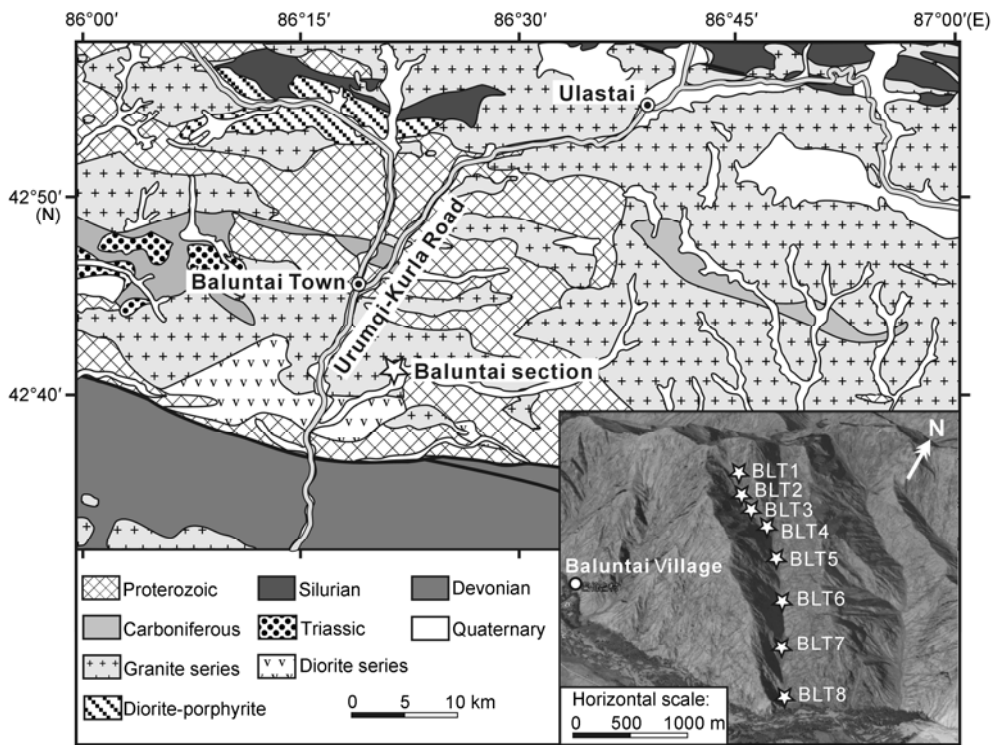 86°00′ 86°15′ 86°30′ 86°45′ 87°00′(E)
Ulastai
42°50′
(N)
Urumqi-Kurla Road
Baluntai Town
Baluntai section
42°40′
N
BLT1
BLT2
BLT3
BLT4
BLT5
Baluntai Village
BLT6
BLT7
BLT8
Horizontal scale:
0 500 1000 m
Proterozoic Silurian Devonian
Carboniferous Triassic Quaternary
Granite series Diorite series
Diorite-porphyrite
0 5 10 km